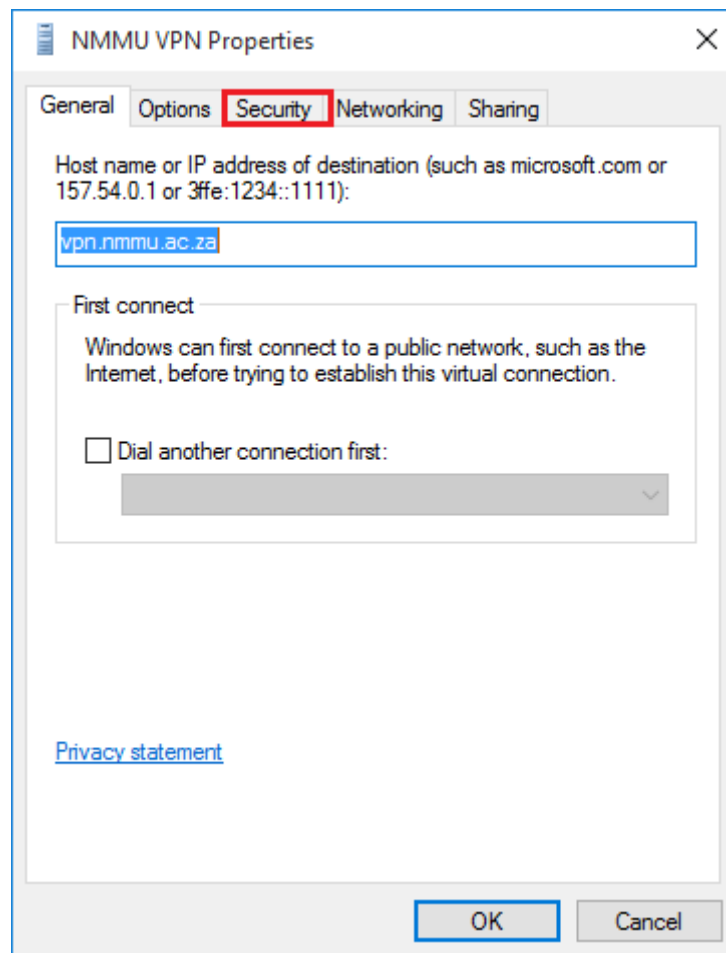 NMMU VPN Properties
General Options Security Networking Sharing
Host name or IP address of destination (such as microsoft.com or
157.54.0.1 or 3ffe:1234::1111):
vpn.nmmu.ac.za
First connect
Windows can first connect to a public network, such as the
Internet, before trying to establish this virtual connection.
Dial another connection first:
Privacy statement
OK Cancel